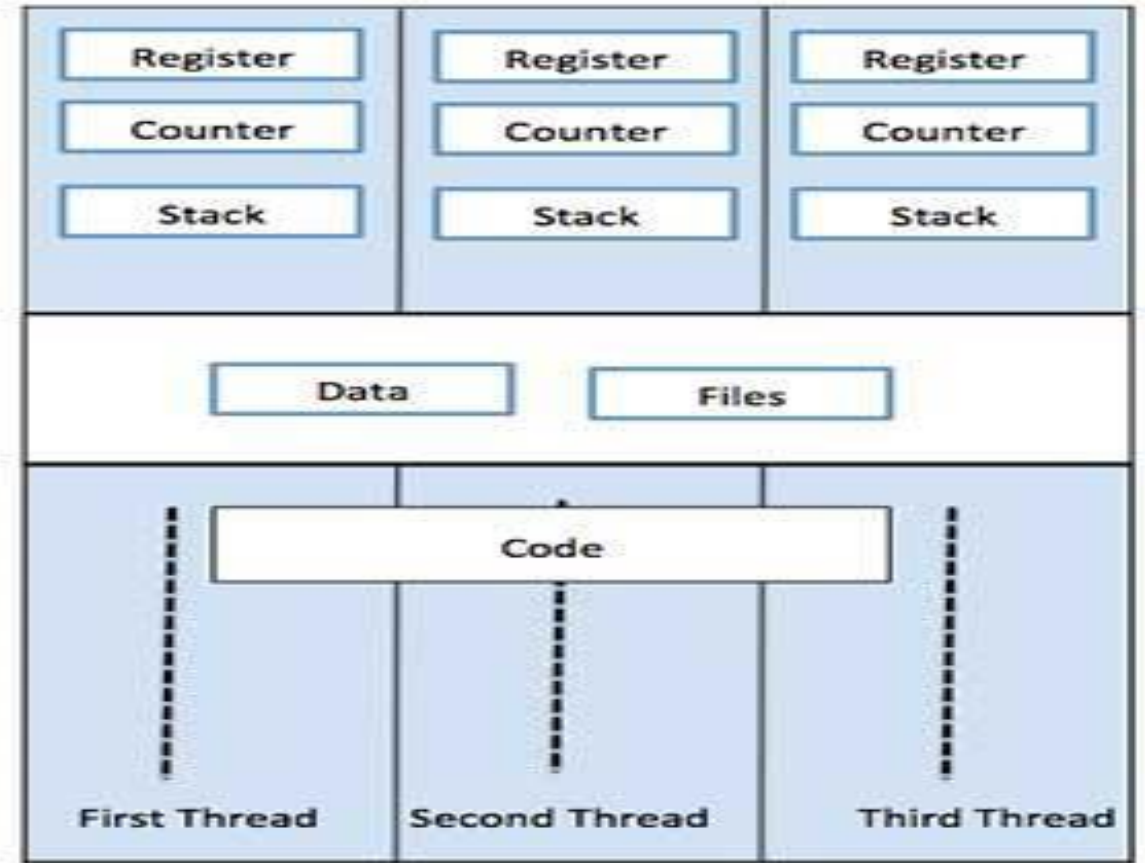 Register Register Register
Counter Counter Counter
Stack Stack Stack
Data Files
Code
First Thread Second Thread Third Thread